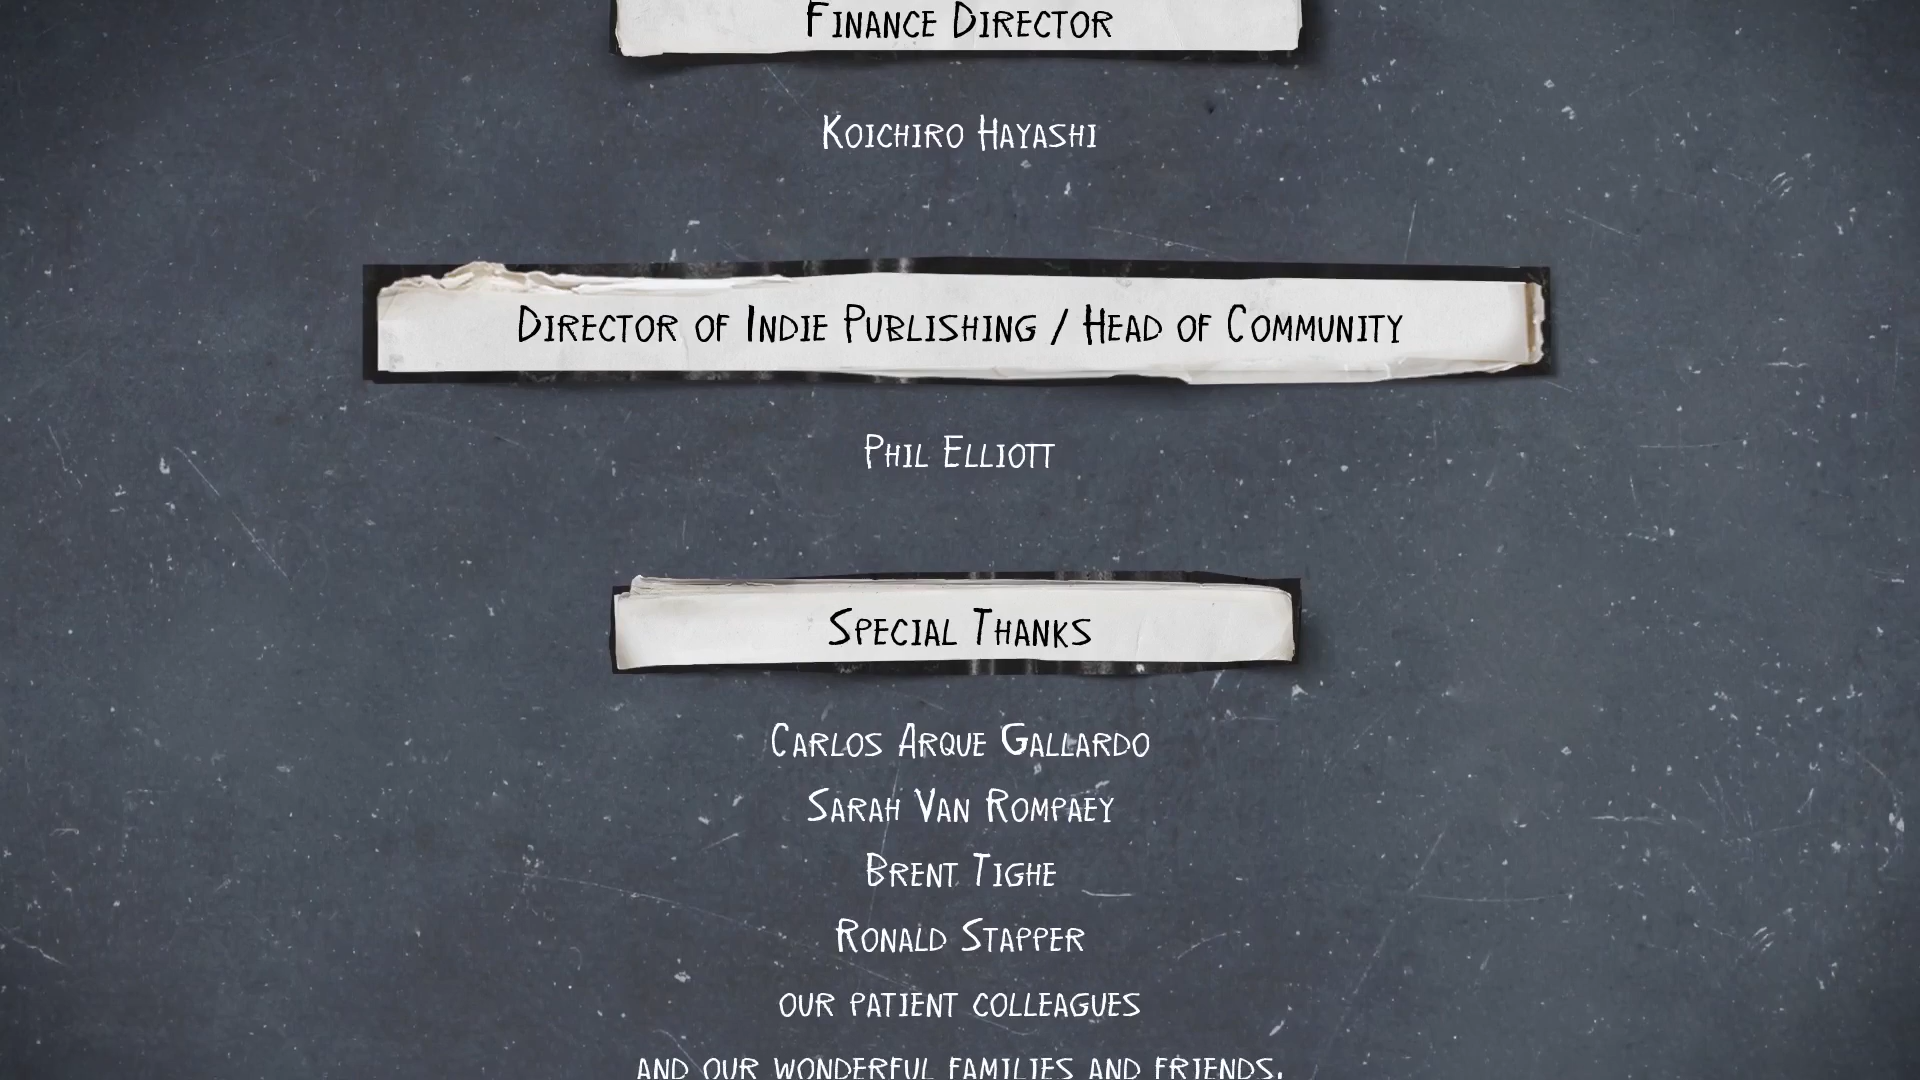 Finance Director
Koichiro Hayashi
Director of Indie Publishing / Head of Community
Phil Elliott
Special Thanks
Carlos Arque Gallardo
Sarah Van Rompaey
Brent Tighe
Ronald Stapper
our patient colleagues
and our wonderful families and friends.